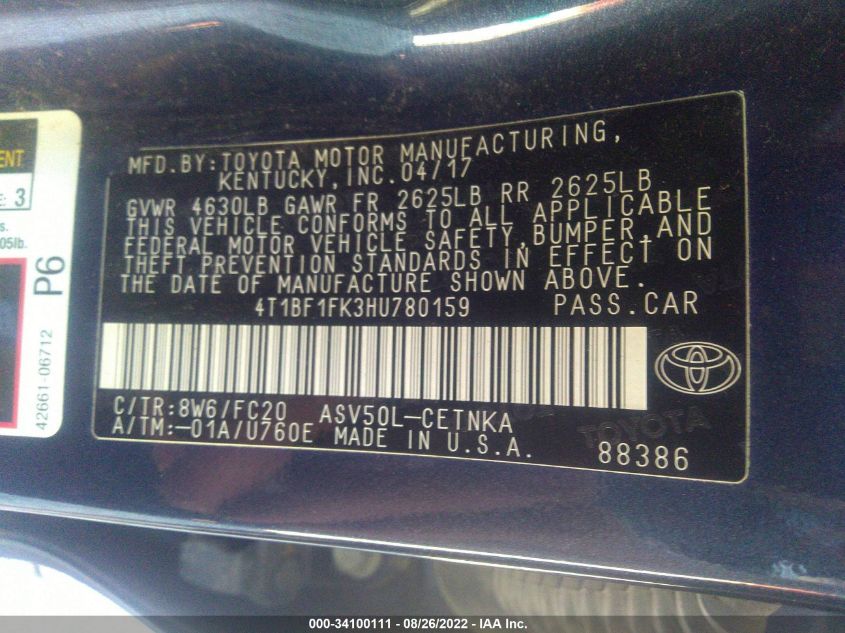 ENT
E: 3
s.
05lb.
P6
42661-06712
MFD.BY:TOYOTA MOTOR MANUFACTURING,
KENTUCKY,INC.04/17
GVWR 4630LB GAWR FR 2625LB RR 2625LB
THIS VEHICLE CONFORMS TO ALL APPLICABLE
FEDERAL MOTOR VEHICLE SAFETY,BUMPER,AND
THEFT PREVENTION STANDARDS IN EFFECT ON
THE DATE OF MANUFACTURE SHOWN ABOVE.
4T1BF1FK3HU780159 PASS.CAR
C/TR:8W6/FC20 ASV50L-CETNKA
A/TM:-01A/U760E MADE IN U.S.A.
TOYOTA
88386
000-34100111 - 08/26/2022 - IAA Inc.